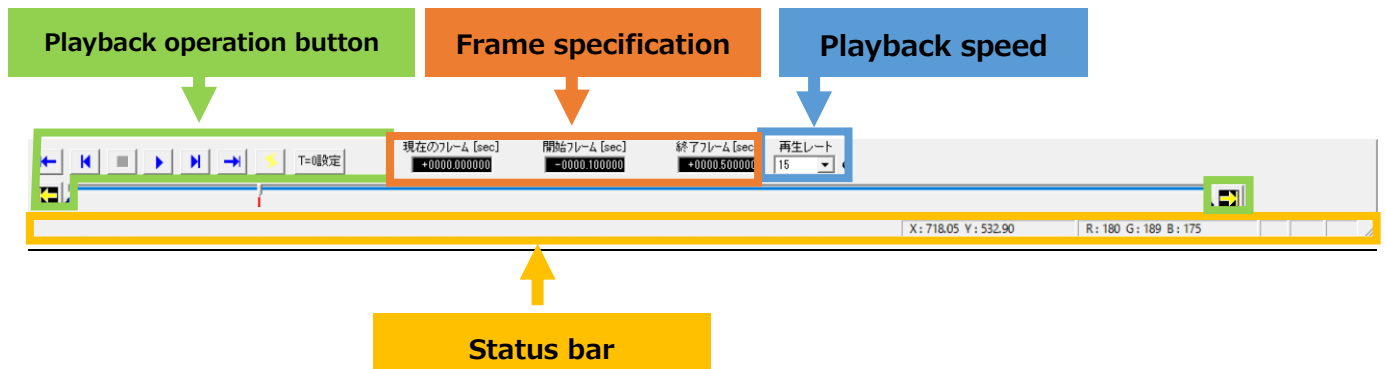 Playback operation button
Frame specification
Playback speed
現在のフレーム [sec]
開始フレーム [sec]
終了フレーム [sec]
再生レート
T=0設定
+0000.000000
-0000.100000
+0000.500000
15
X: 718.05 Y: 532.90
R: 180 G: 189 B: 175
Status bar